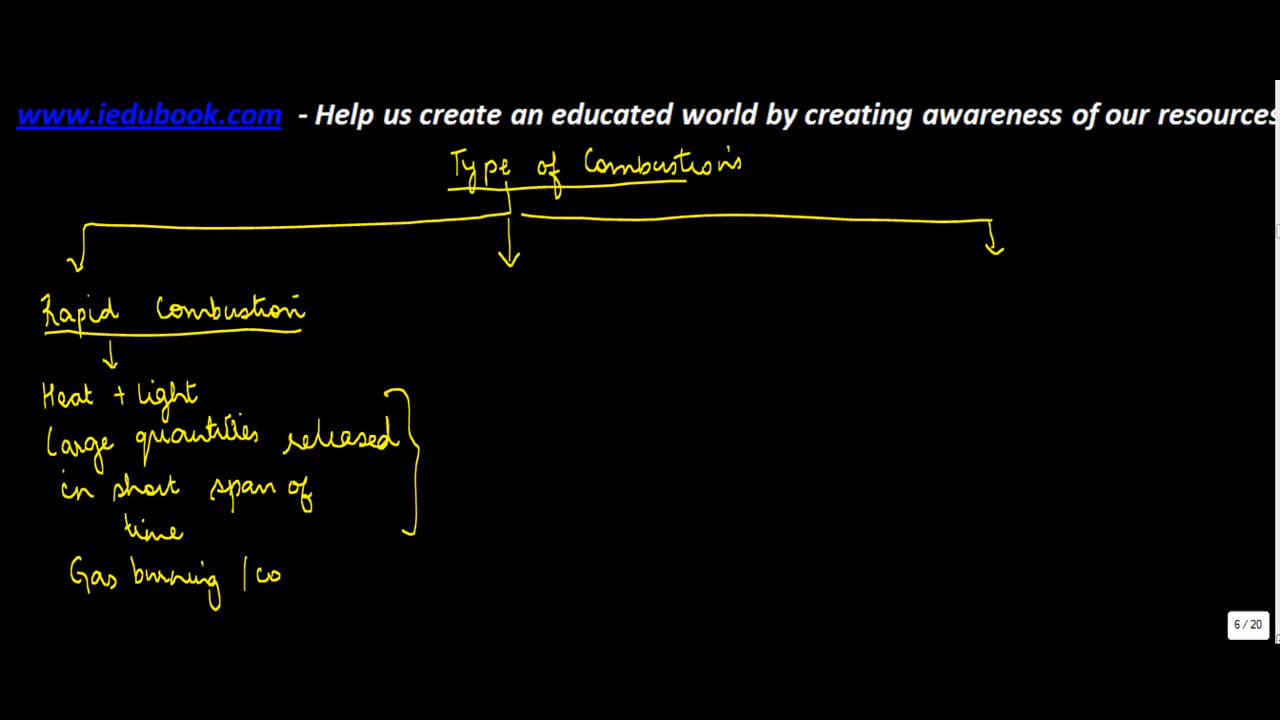 www.iedubook.com - Help us create an educated world by creating awareness of our resources
Type of Combustions
Rapid Combustion
Heat + Light
Large quantities released
in short span of
time
Gas burning / co
6 / 20